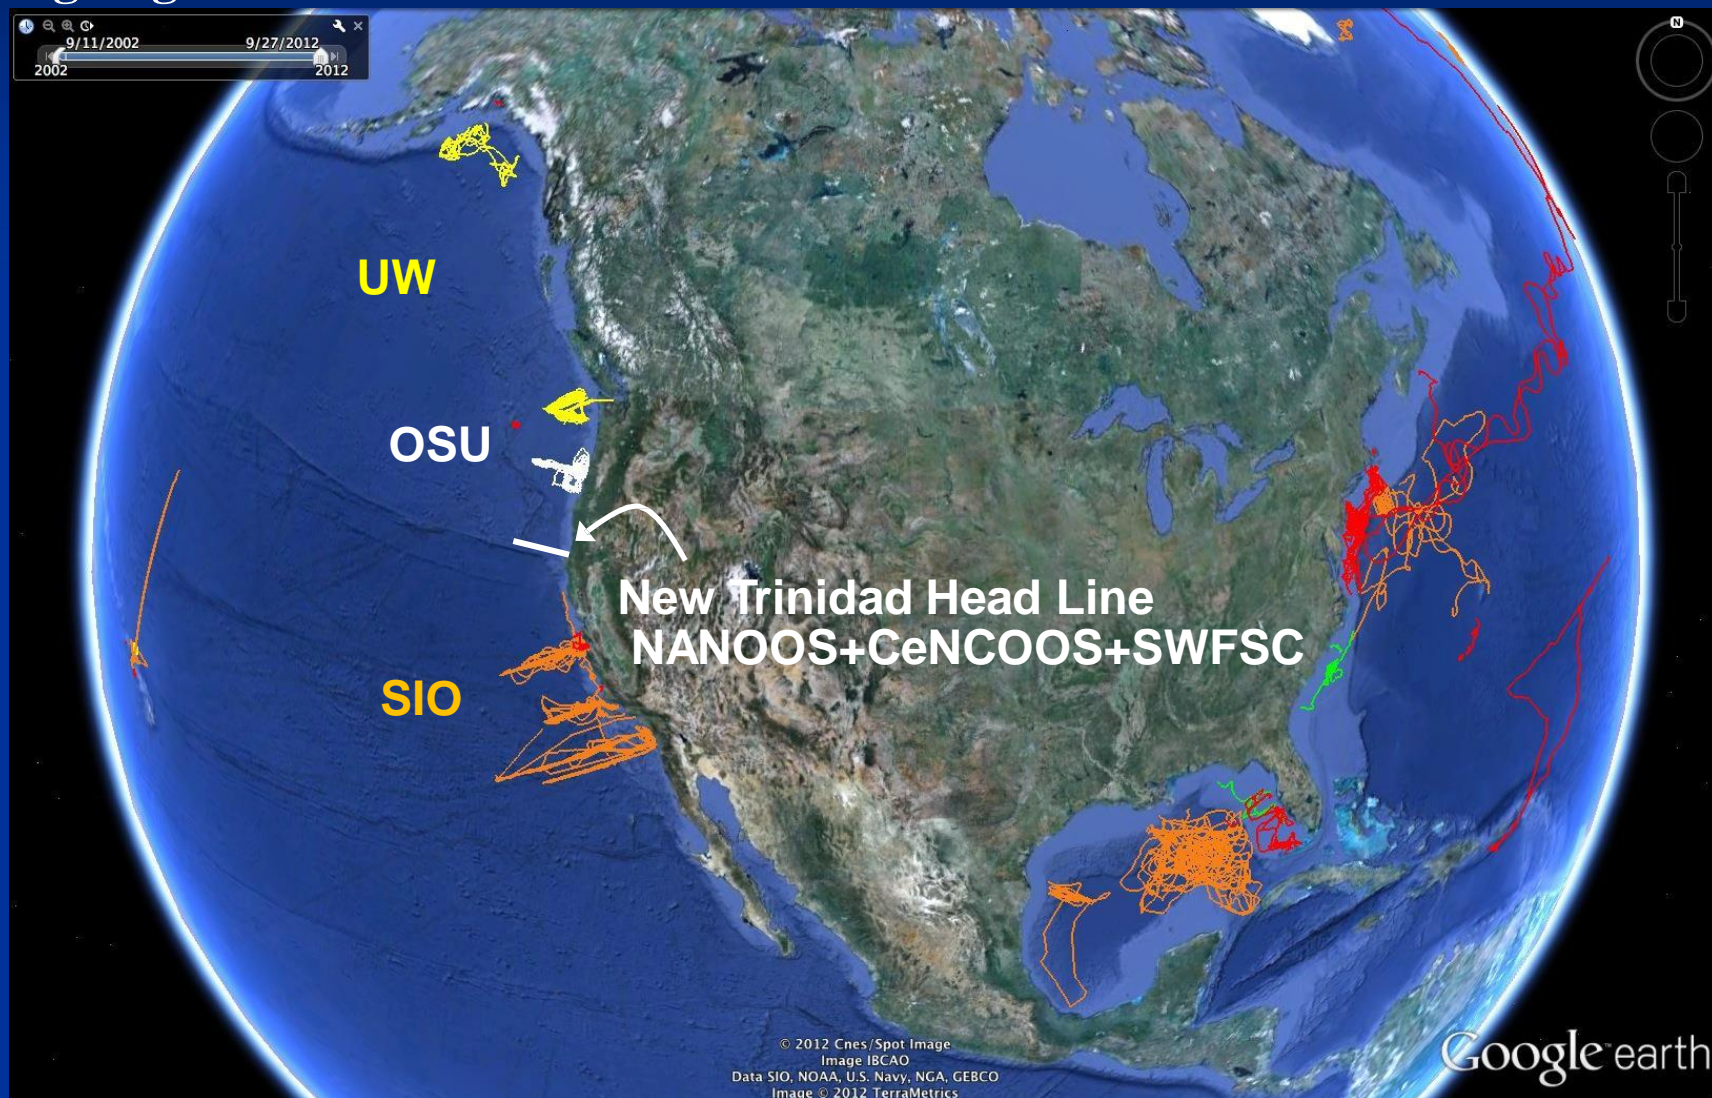 9/11/2002 9/27/2012
2002 2012
N
UW
OSU
New Trinidad Head Line
NANOOS+CeNCOOS+SWFSC
SIO
© 2012 Cnes/Spot Image
Image IBCAO
Data SIO, NOAA, U.S. Navy, NGA, GEBCO
Image © 2012 TerraMetrics
Google earth